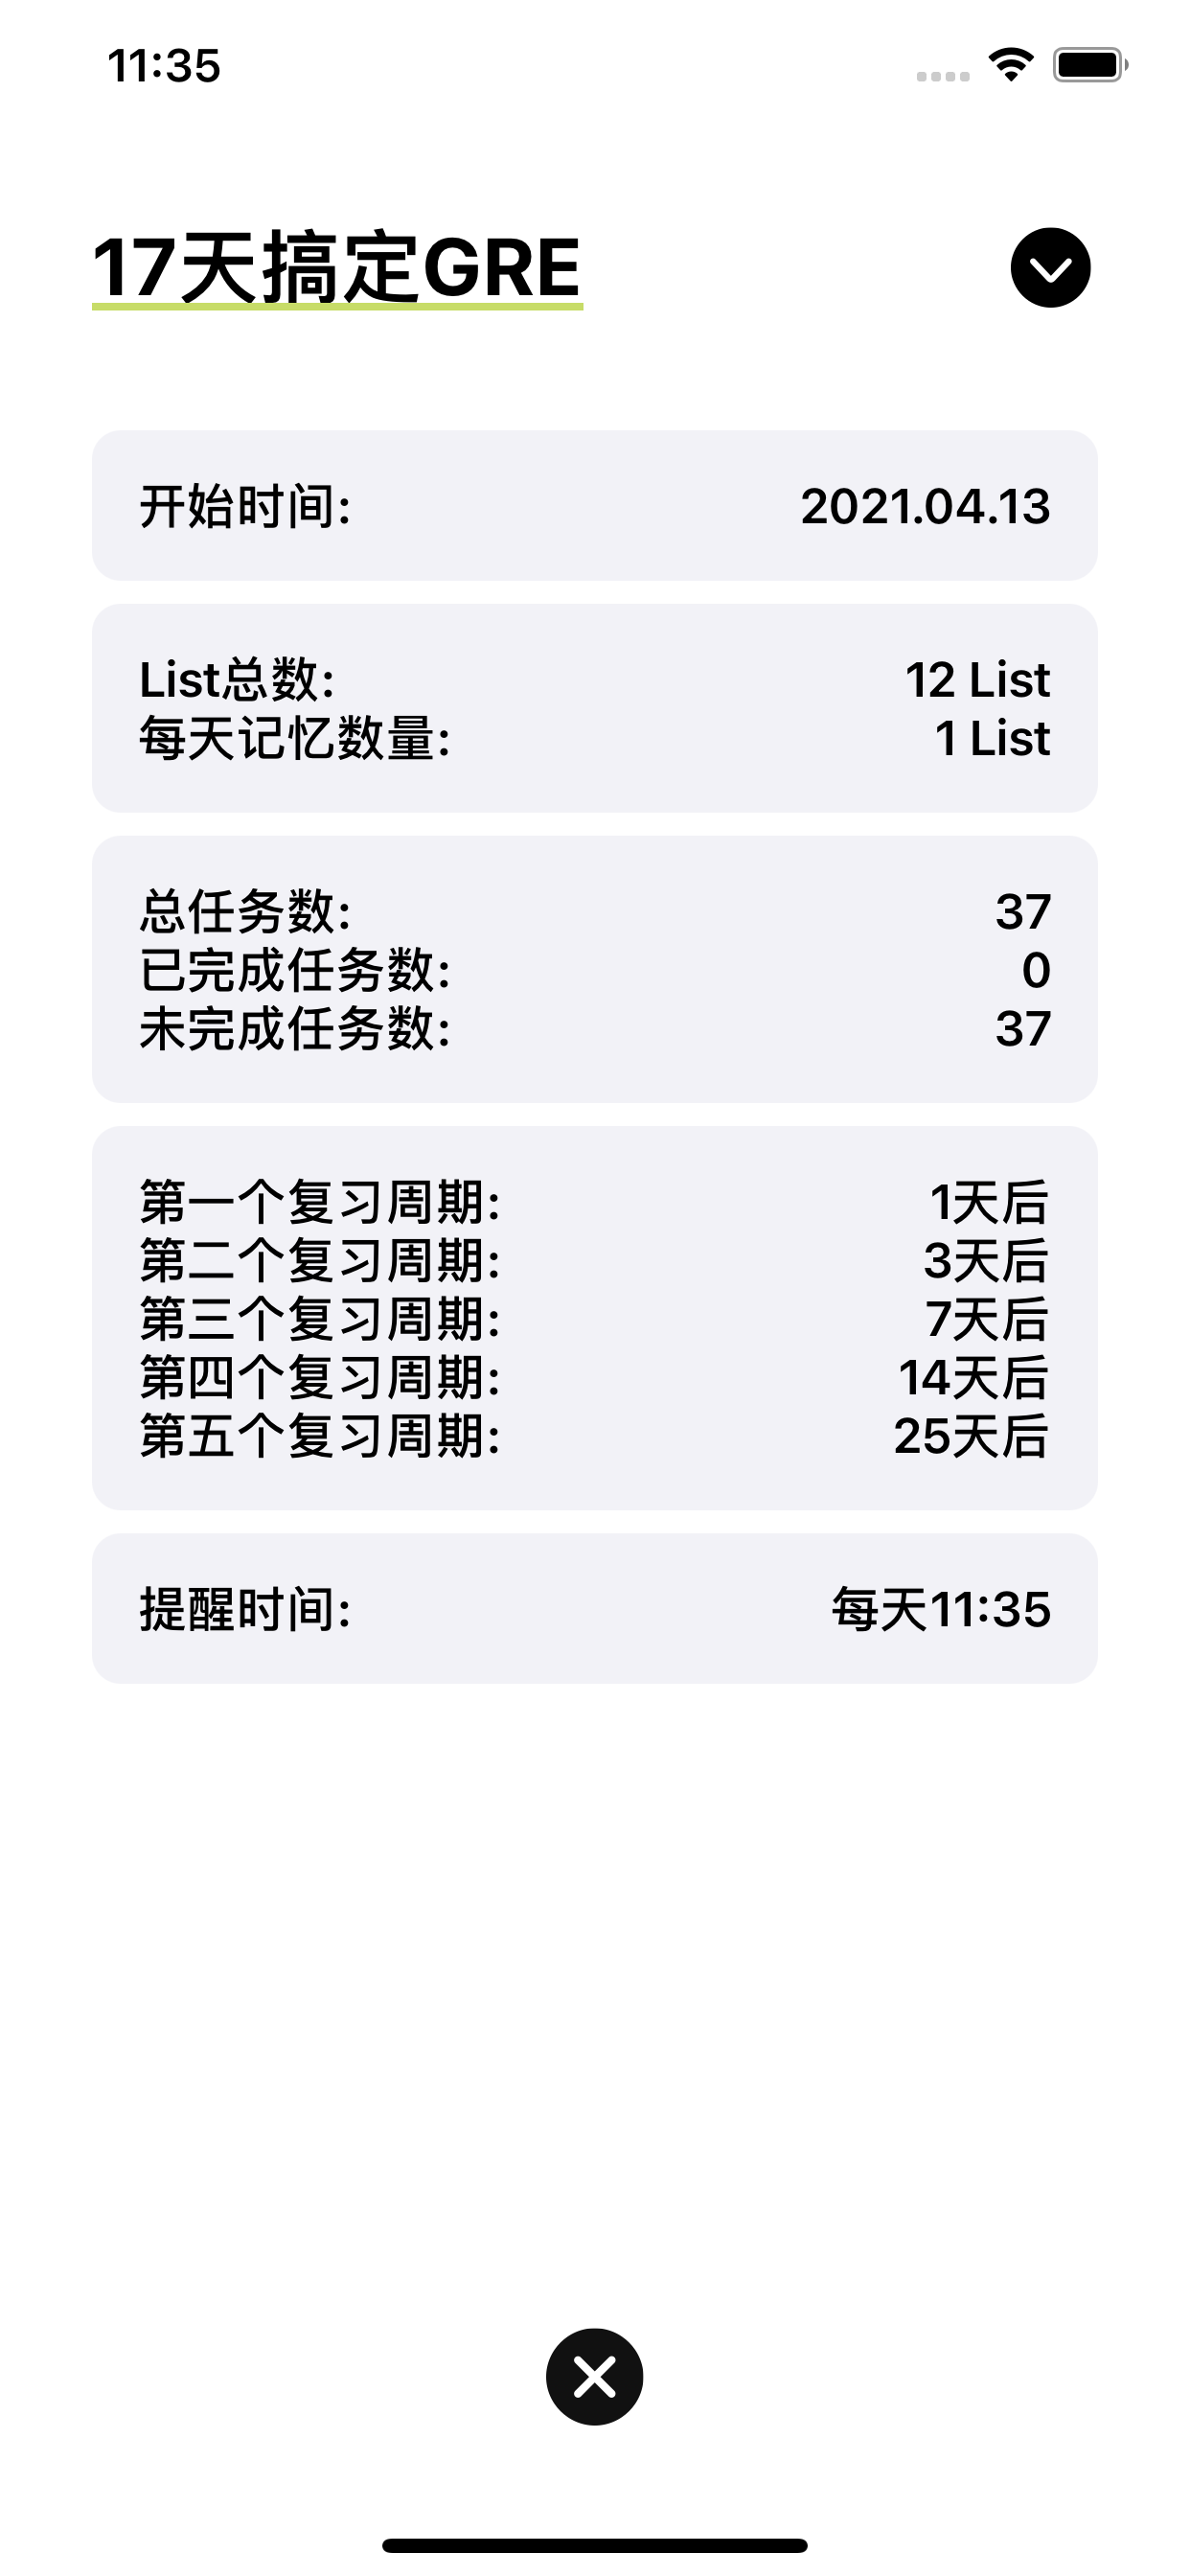 11:35
17天搞定GRE
开始时间: 2021.04.13
List总数: 12 List
每天记忆数量: 1 List
总任务数: 37
已完成任务数: 0
未完成任务数: 37
第一个复习周期: 1天后
第二个复习周期: 3天后
第三个复习周期: 7天后
第四个复习周期: 14天后
第五个复习周期: 25天后
提醒时间: 每天11:35